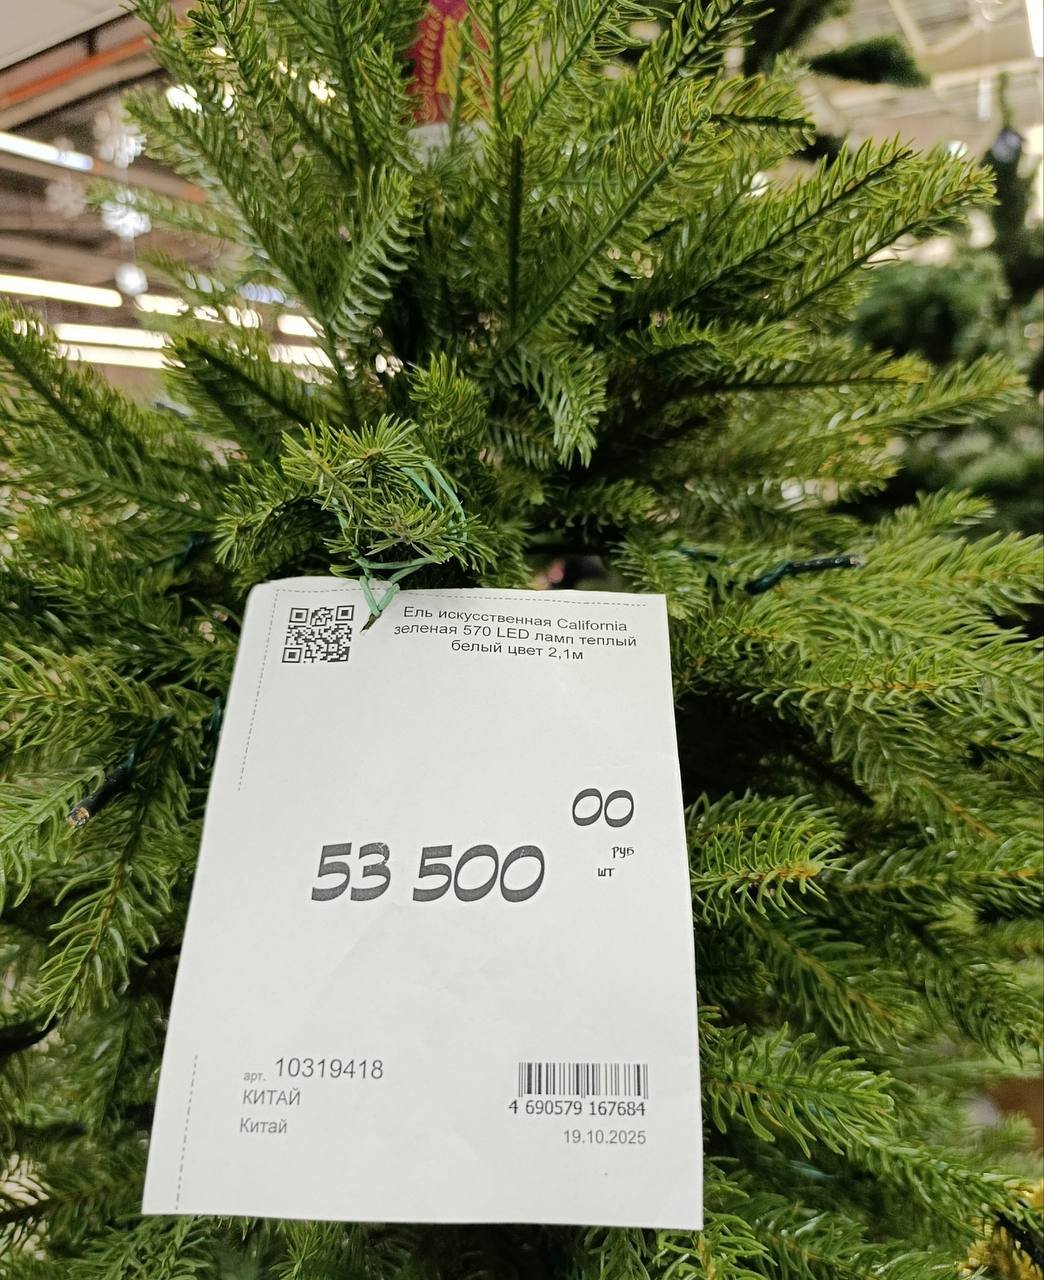 Ель искусственная California
зеленая 570 LED ламп теплый
белый цвет 2,1м
53 500 00
руб
шт
арт. 10319418
КИТАЙ
Китай
4 690579 167684
19.10.2025